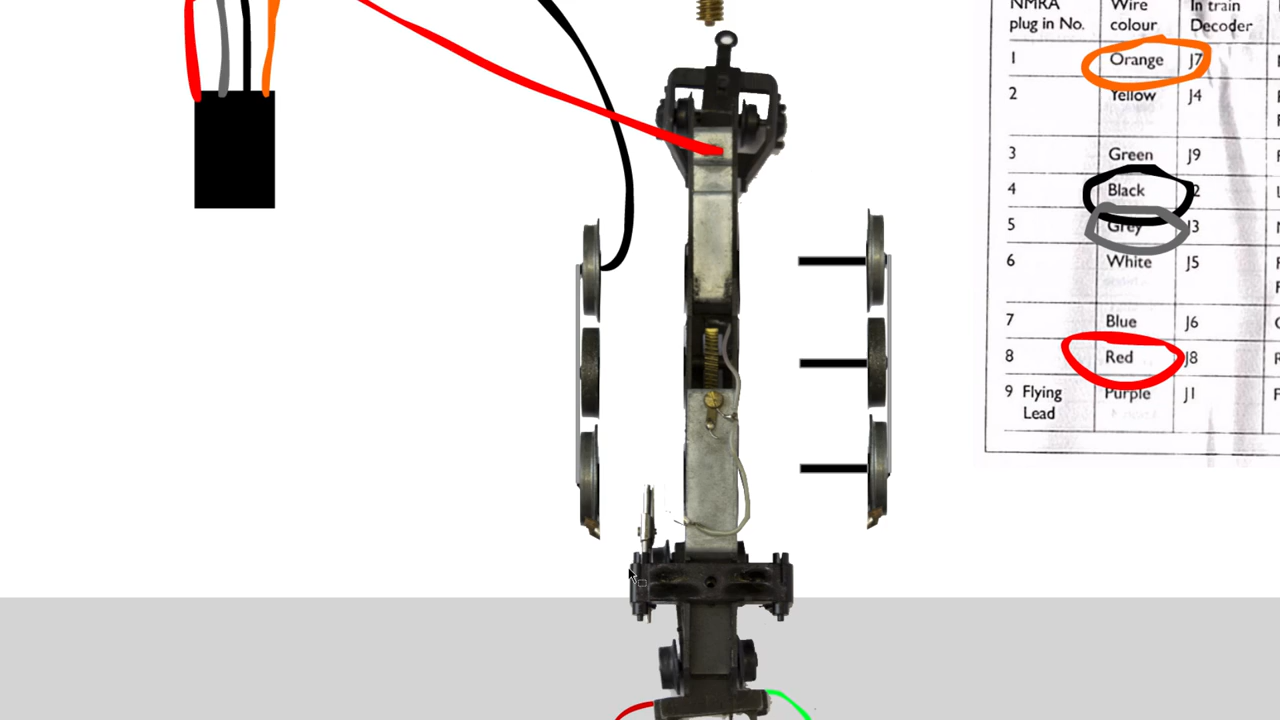 NMRA Wire In train
plug in No. colour Decoder
1 Orange J7
2 Yellow J4
3 Green J9
4 Black 2
5 Grey J3
6 White J5
7 Blue J6
8 Red J8
9 Flying Purple J1
Lead